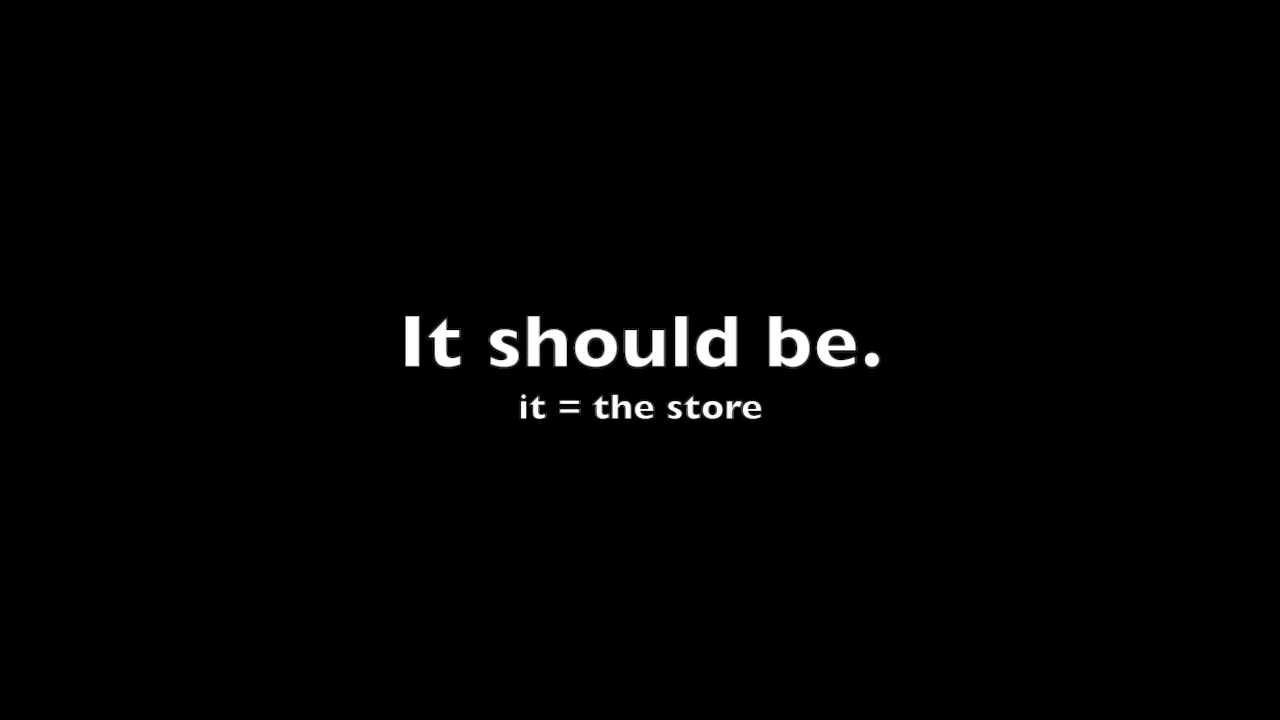 It should be.
it = the store